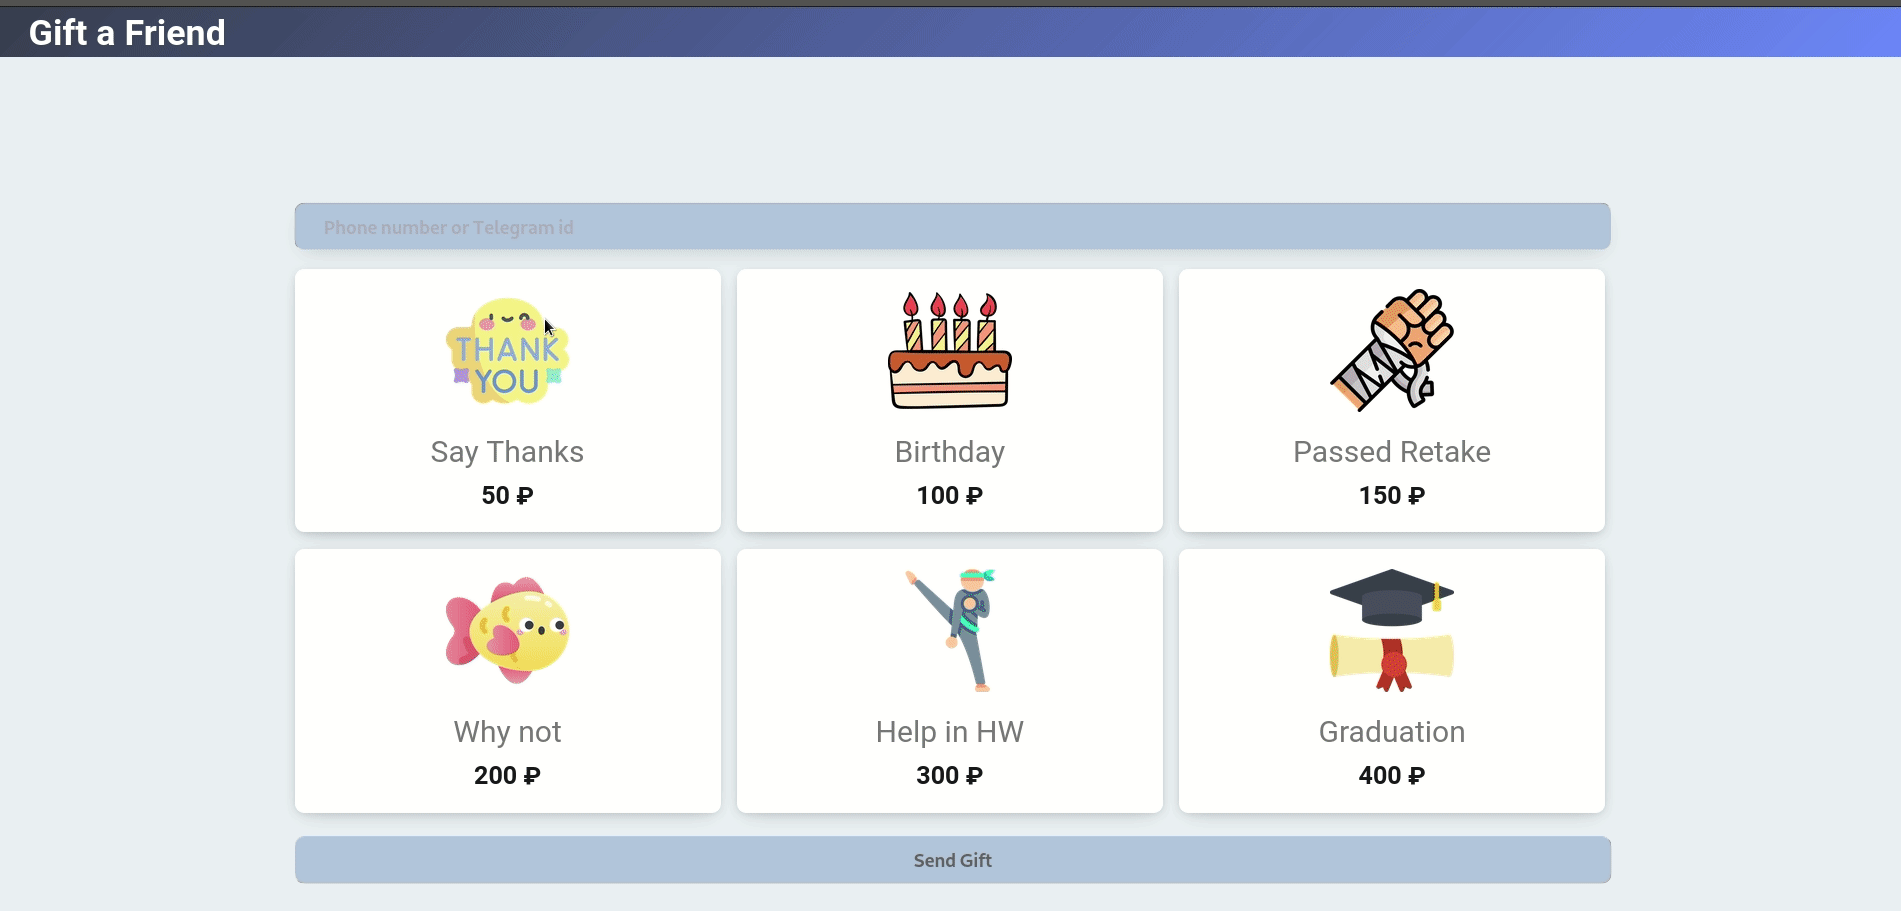 Gift a Friend
Phone number or Telegram id
THANK
YOU
Say Thanks
50 ₽
Birthday
100 ₽
Passed Retake
150 ₽
Why not
200 ₽
Help in HW
300 ₽
Graduation
400 ₽
Send Gift